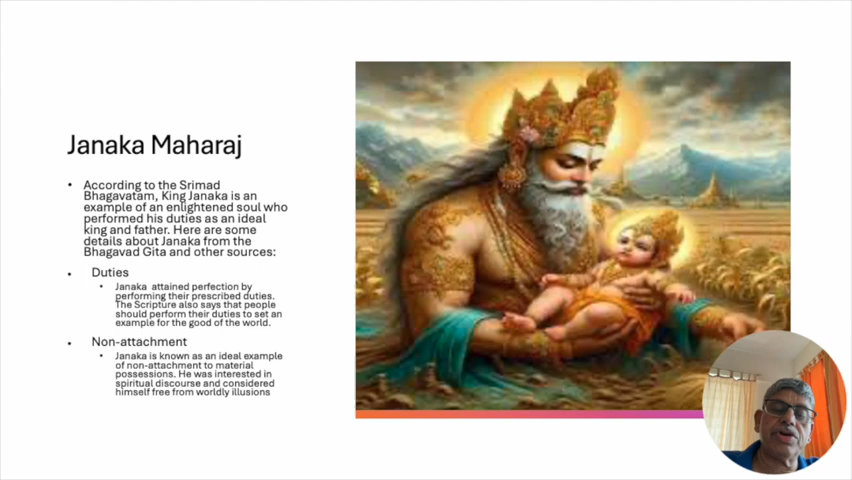 Janaka Maharaj
• According to the Srimad
Bhagavatam, King Janaka is an
example of an enlightened soul who
performed his duties as an ideal
king and father. Here are some
details about Janaka from the
Bhagavad Gita and other sources:
• Duties
• Janaka attained perfection by
performing their prescribed duties.
The Scripture also says that people
should perform their duties to set an
example for the good of the world.
• Non-attachment
• Janaka is known as an ideal example
of non-attachment to material
possessions. He was interested in
spiritual discourse and considered
himself free from worldly illusions